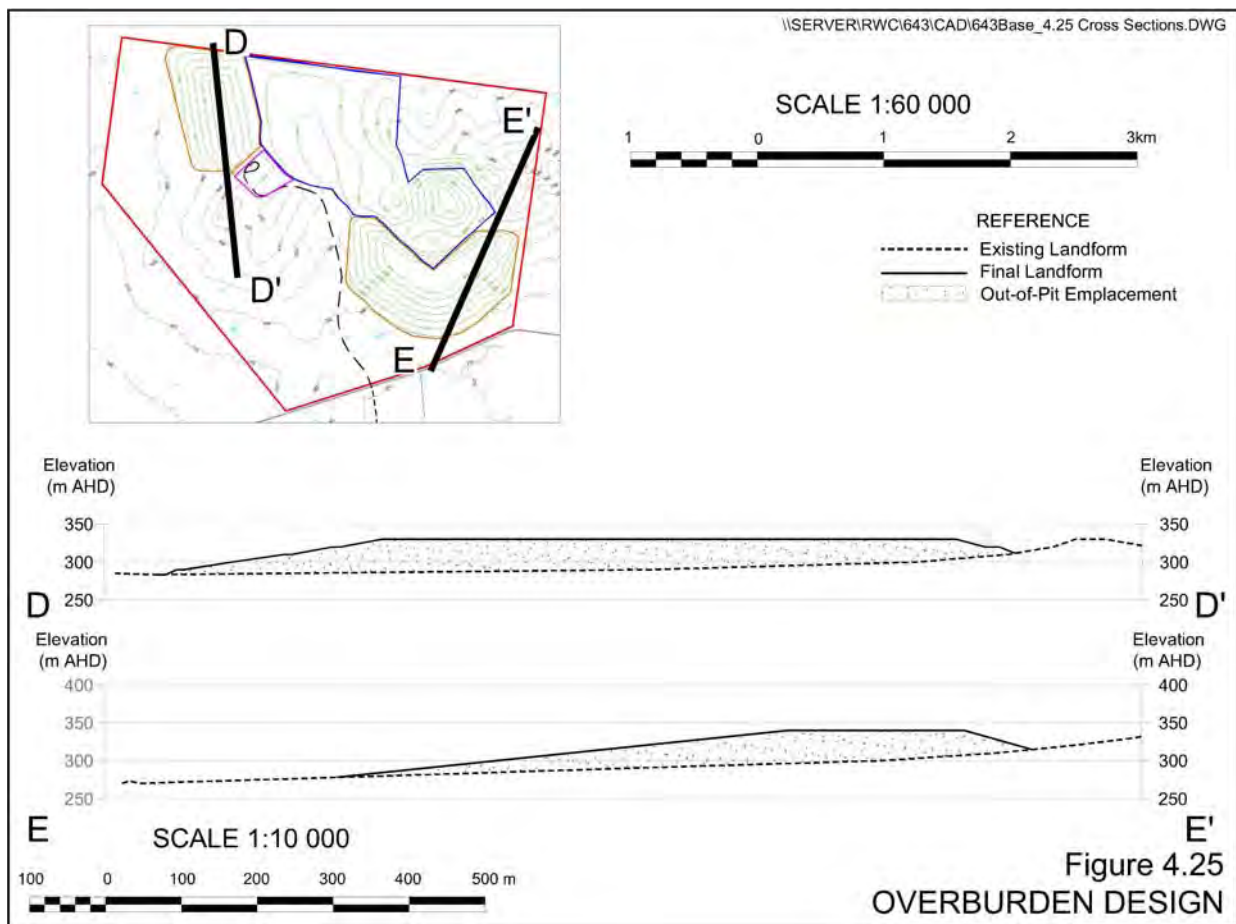 \\SERVER\RWC\643\CAD\643Base_4.25 Cross Sections.DWG
D
E'
D'
E
SCALE 1:60 000
1 0 1 2 3km
REFERENCE
Existing Landform
Final Landform
Out-of-Pit Emplacement
Elevation
(m AHD)
Elevation
(m AHD)
350 350
300 300
250 250
D D'
Elevation
(m AHD)
Elevation
(m AHD)
400 400
350 350
300 300
250 250
E E'
SCALE 1:10 000
100 0 100 200 300 400 500 m
Figure 4.25
OVERBURDEN DESIGN